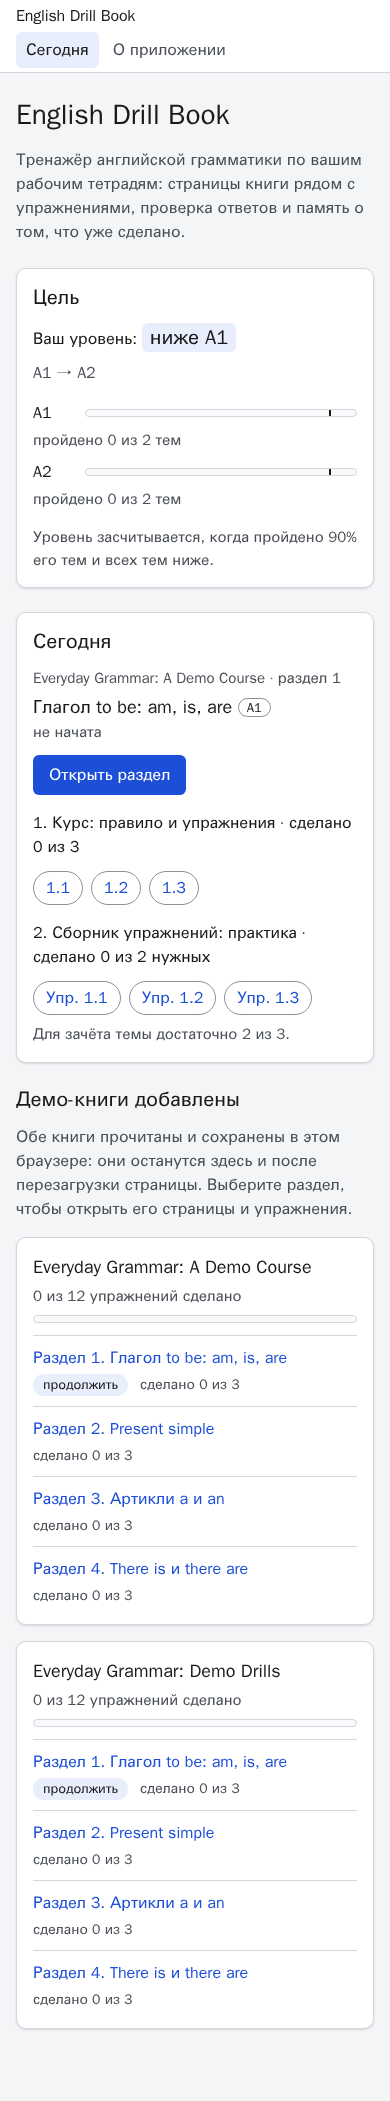 English Drill Book
Сегодня
О приложении
English Drill Book
Тренажёр английской грамматики по вашим
рабочим тетрадям: страницы книги рядом с
упражнениями, проверка ответов и память о
том, что уже сделано.
Цель
Ваш уровень: ниже A1
A1 → A2
A1
пройдено 0 из 2 тем
A2
пройдено 0 из 2 тем
Уровень засчитывается, когда пройдено 90%
его тем и всех тем ниже.
Сегодня
Everyday Grammar: A Demo Course · раздел 1
Глагол to be: am, is, are A1
не начата
Открыть раздел
1. Курс: правило и упражнения · сделано
0 из 3
1.1
1.2
1.3
2. Сборник упражнений: практика ·
сделано 0 из 2 нужных
Упр. 1.1
Упр. 1.2
Упр. 1.3
Для зачёта темы достаточно 2 из 3.
Демо-книги добавлены
Обе книги прочитаны и сохранены в этом
браузере: они останутся здесь и после
перезагрузки страницы. Выберите раздел,
чтобы открыть его страницы и упражнения.
Everyday Grammar: A Demo Course
0 из 12 упражнений сделано
Раздел 1. Глагол to be: am, is, are
продолжить сделано 0 из 3
Раздел 2. Present simple
сделано 0 из 3
Раздел 3. Артикли a и an
сделано 0 из 3
Раздел 4. There is и there are
сделано 0 из 3
Everyday Grammar: Demo Drills
0 из 12 упражнений сделано
Раздел 1. Глагол to be: am, is, are
продолжить сделано 0 из 3
Раздел 2. Present simple
сделано 0 из 3
Раздел 3. Артикли a и an
сделано 0 из 3
Раздел 4. There is и there are
сделано 0 из 3